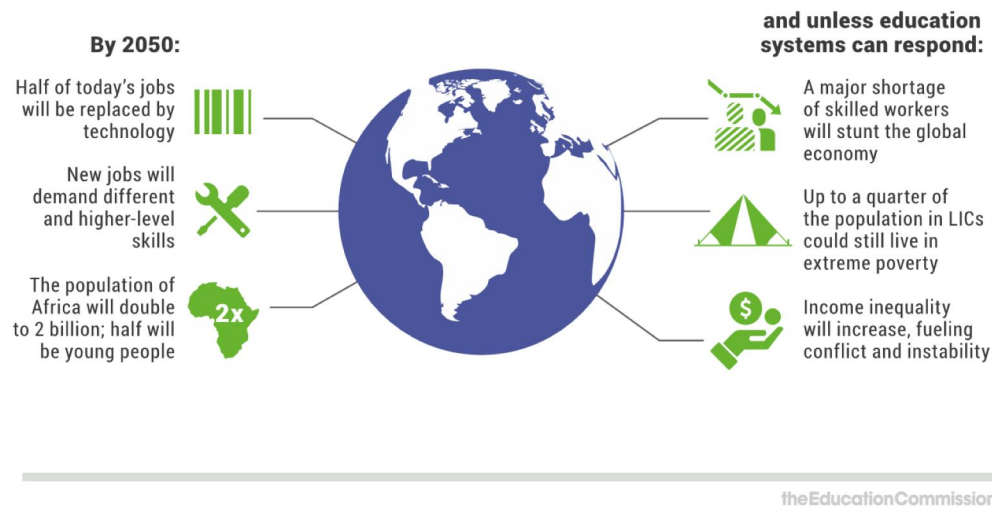 By 2050:
Half of today's jobs
will be replaced by
technology
New jobs will
demand different
and higher-level
skills
The population of
Africa will double
to 2 billion; half will
be young people
2x
and unless education
systems can respond:
A major shortage
of skilled workers
will stunt the global
economy
Up to a quarter of
the population in LICs
could still live in
extreme poverty
$
Income inequality
will increase, fueling
conflict and instability
theEducationCommission